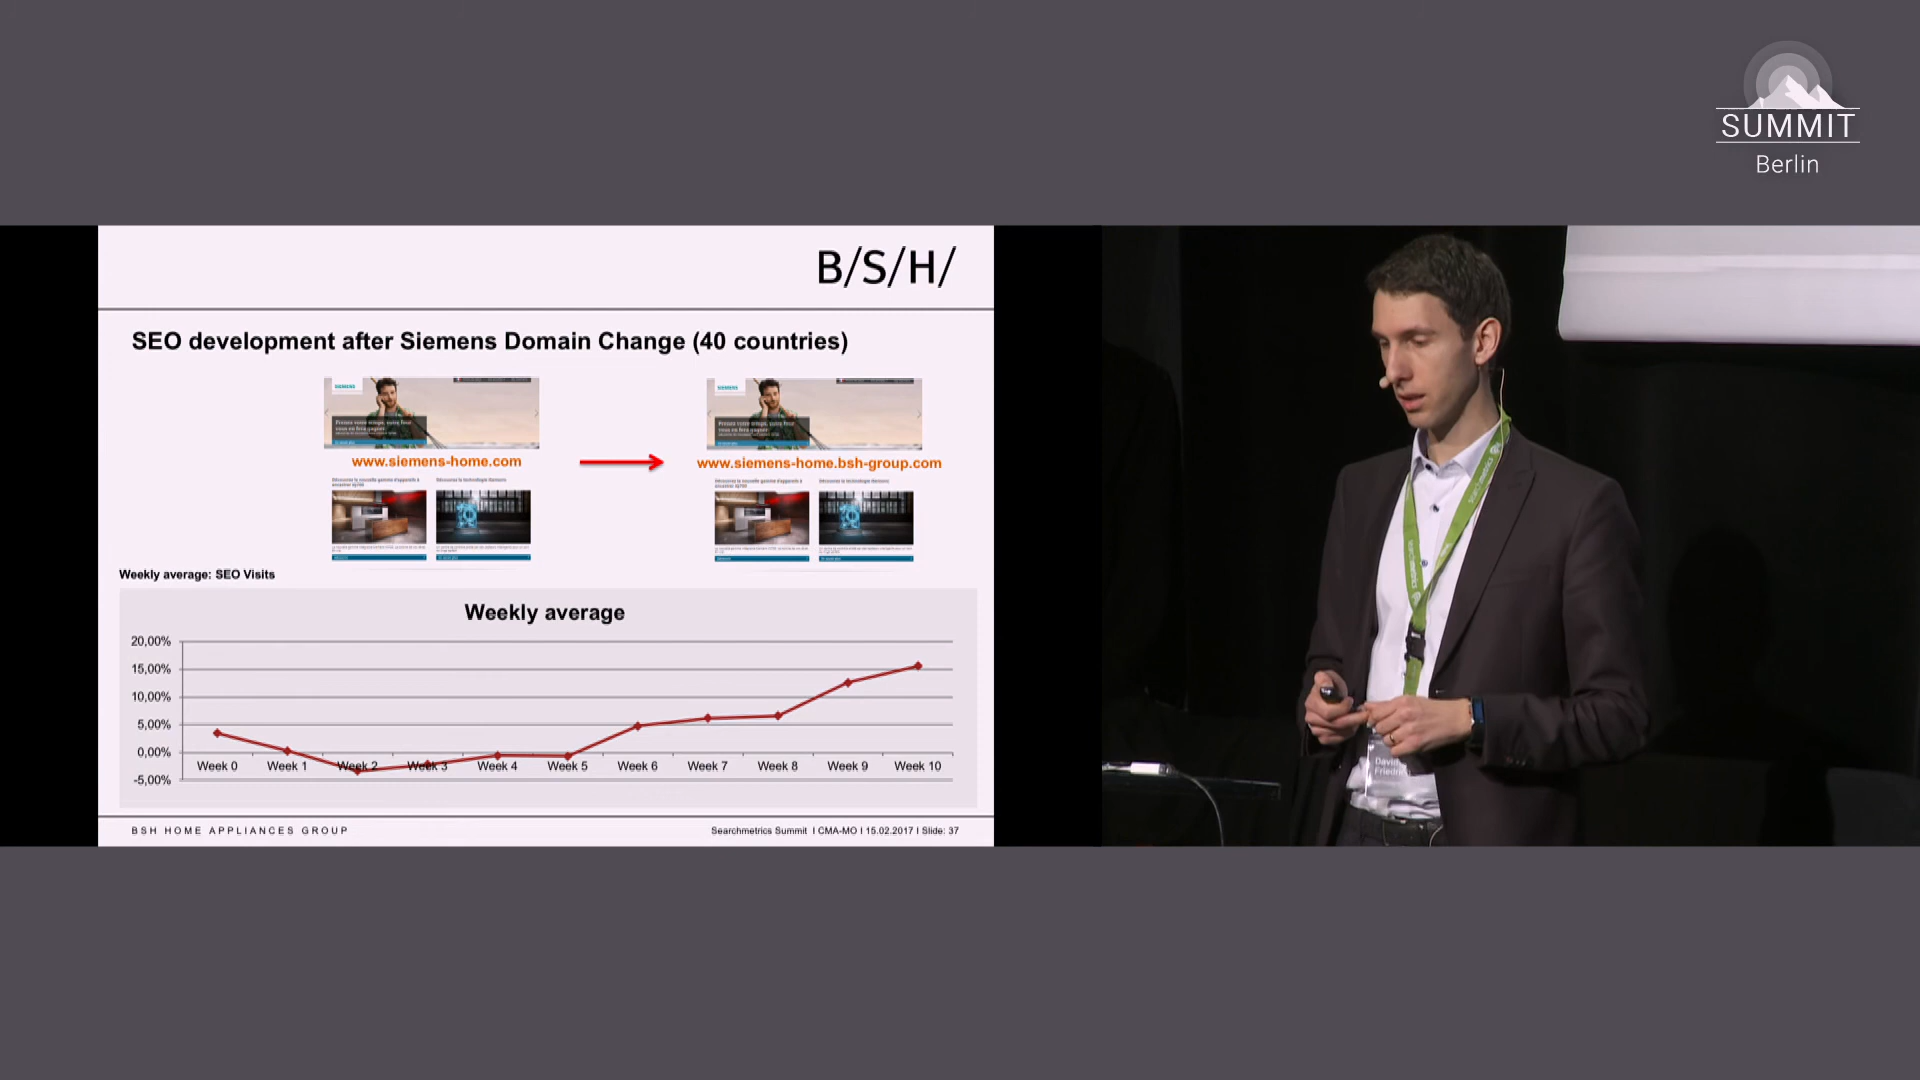 SUMMIT
Berlin
B/S/H/
SEO development after Siemens Domain Change (40 countries)
SIEMENS
SIEMENS
www.siemens-home.com
www.siemens-home.bsh-group.com
Weekly average: SEO Visits
Weekly average
20,00%
15,00%
10,00%
5,00%
0,00%
-5,00%
Week 0 Week 1 Week 2 Week 3 Week 4 Week 5 Week 6 Week 7 Week 8 Week 9 Week 10
BSH HOME APPLIANCES GROUP
Searchmetrics Summit I CMA-MO I 15.02.2017 I Slide: 37
searchmetrics